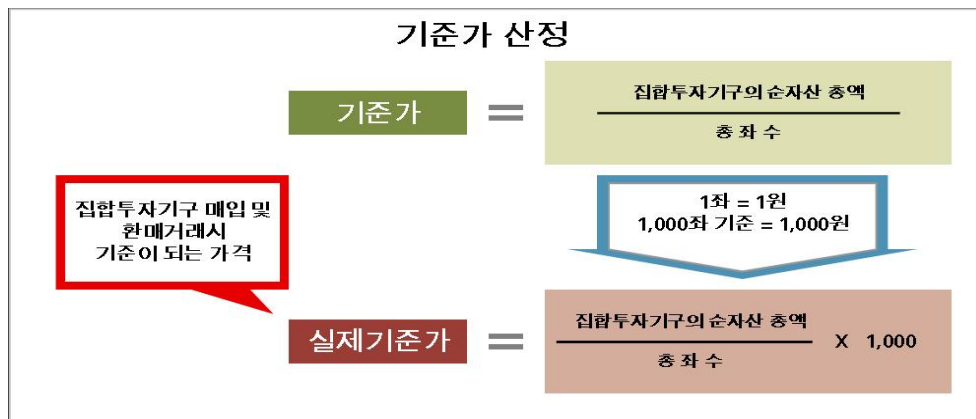 기준가 산정
기준가 = 집합투자기구의 순자산 총액
총 좌 수
집합투자기구 매입 및
환매거래시
기준이 되는 가격
1좌 = 1원
1,000좌 기준 = 1,000원
실제기준가 = 집합투자기구의 순자산 총액
총 좌 수
X 1,000